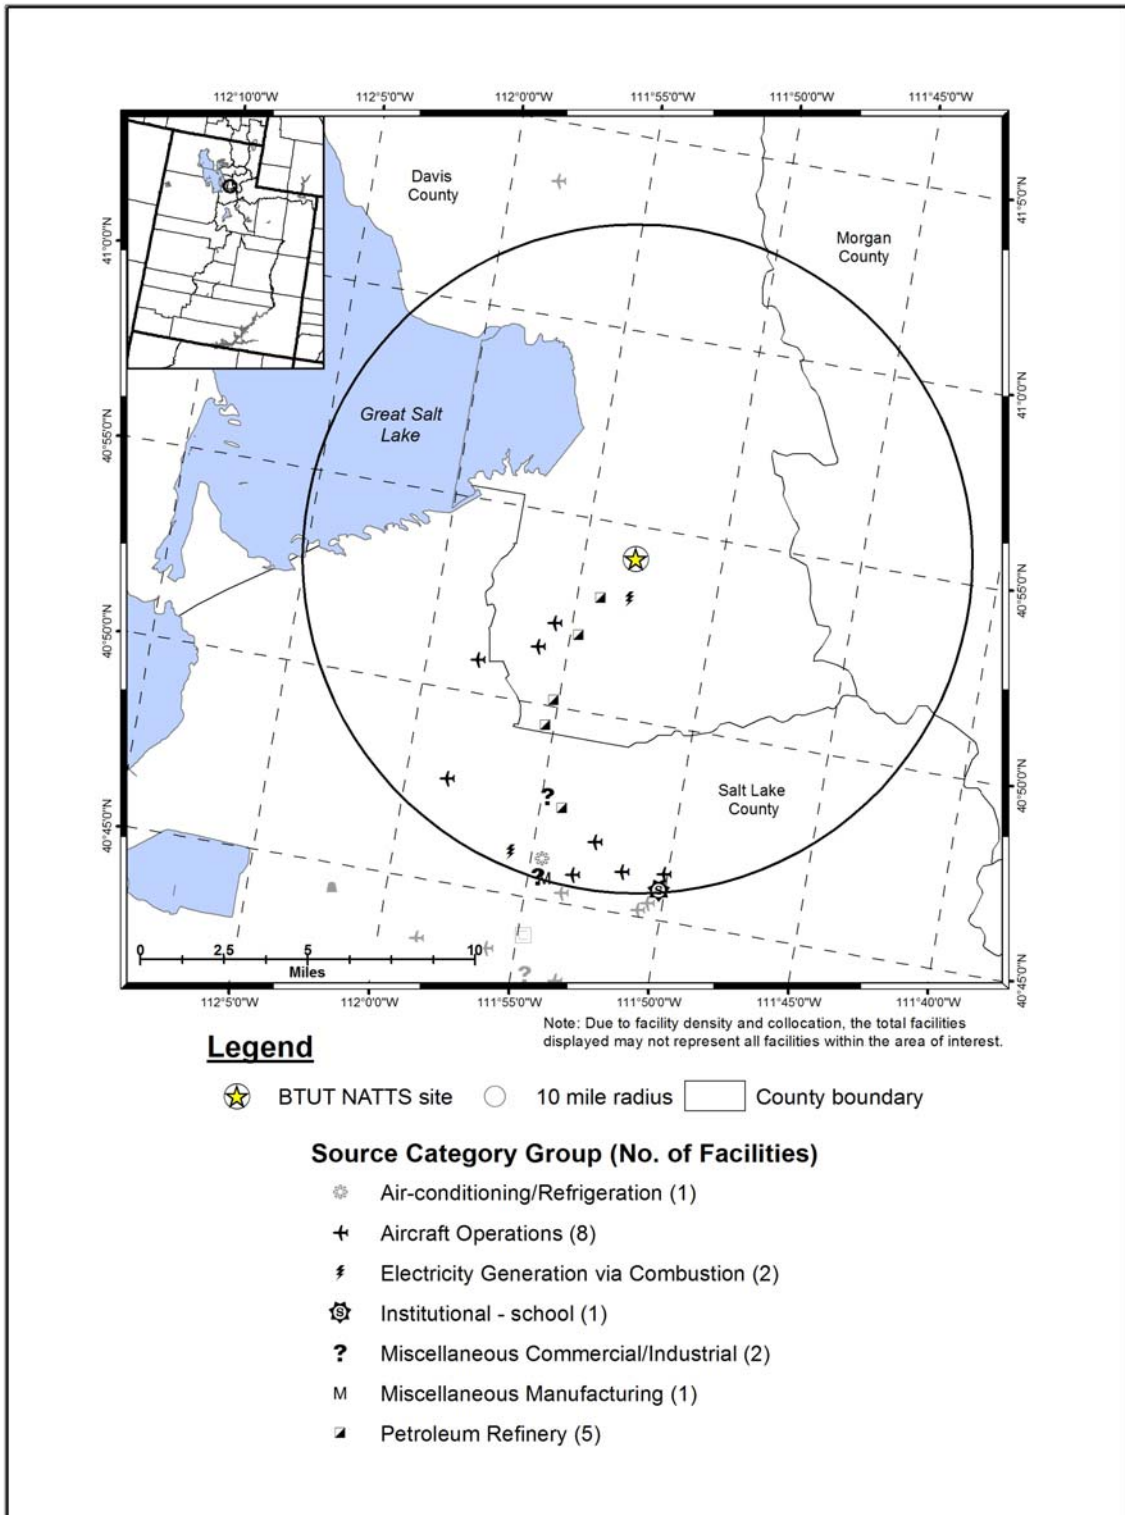 112°10'0"W
112°5'0"W
112°0'0"W
111°55'0"W
111°50'0"W
111°45'0"W
Davis
County
41°5'0"N
Morgan
County
41°0'0"N
41°0'0"N
Great Salt
Lake
40°55'0"N
40°55'0"N
40°50'0"N
40°50'0"N
Salt Lake
County
40°45'0"N
?
?
M
S
?
0 2.5 5 10
Miles
40°45'0"N
112°5'0"W
112°0'0"W
111°55'0"W
111°50'0"W
111°45'0"W
111°40'0"W
Note: Due to facility density and collocation, the total facilities
displayed may not represent all facilities within the area of interest.
Legend
BTUT NATTS site
10 mile radius
County boundary
Source Category Group (No. of Facilities)
Air-conditioning/Refrigeration (1)
Aircraft Operations (8)
Electricity Generation via Combustion (2)
S Institutional - school (1)
? Miscellaneous Commercial/Industrial (2)
M Miscellaneous Manufacturing (1)
Petroleum Refinery (5)